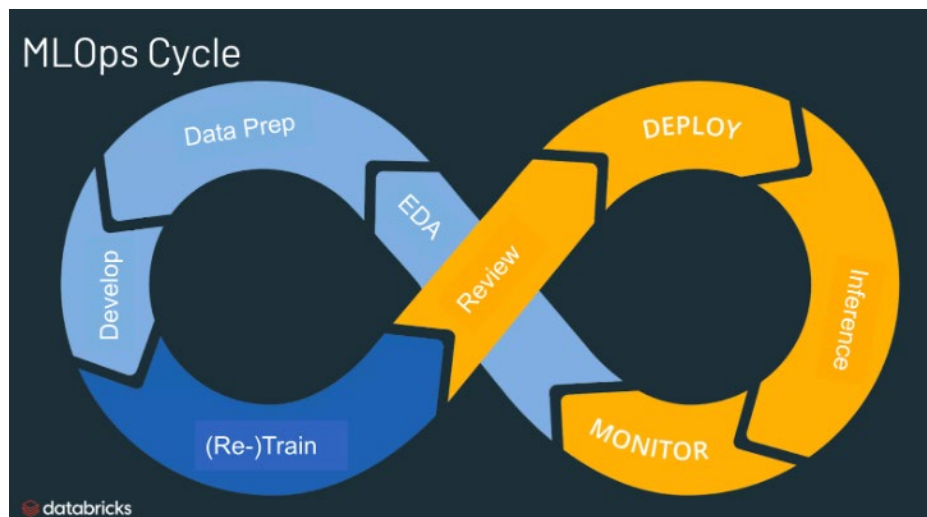 MLOps Cycle
Data Prep
DEPLOY
EDA
Review
Develop
Inference
(Re-)Train
MONITOR
databricks